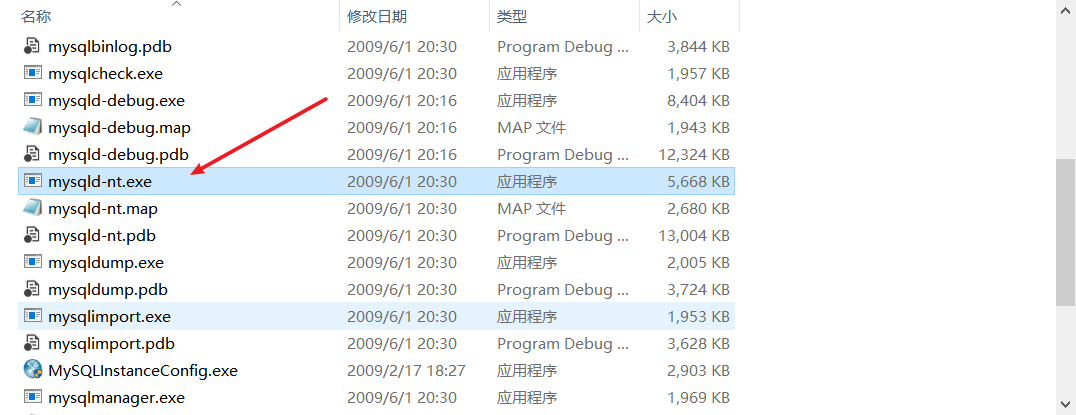 名称 修改日期 类型 大小
mysqlbinlog.pdb 2009/6/1 20:30 Program Debug ... 3,844 KB
mysqlcheck.exe 2009/6/1 20:30 应用程序 1,957 KB
mysqld-debug.exe 2009/6/1 20:16 应用程序 8,404 KB
mysqld-debug.map 2009/6/1 20:16 MAP 文件 1,943 KB
mysqld-debug.pdb 2009/6/1 20:16 Program Debug ... 12,324 KB
mysqld-nt.exe 2009/6/1 20:30 应用程序 5,668 KB
mysqld-nt.map 2009/6/1 20:30 MAP 文件 2,680 KB
mysqld-nt.pdb 2009/6/1 20:30 Program Debug ... 13,004 KB
mysqldump.exe 2009/6/1 20:30 应用程序 2,005 KB
mysqldump.pdb 2009/6/1 20:30 Program Debug ... 3,724 KB
mysqlimport.exe 2009/6/1 20:30 应用程序 1,953 KB
mysqlimport.pdb 2009/6/1 20:30 Program Debug ... 3,628 KB
MySQLInstanceConfig.exe 2009/2/17 18:27 应用程序 2,903 KB
mysqlmanager.exe 2009/6/1 20:30 应用程序 1,969 KB